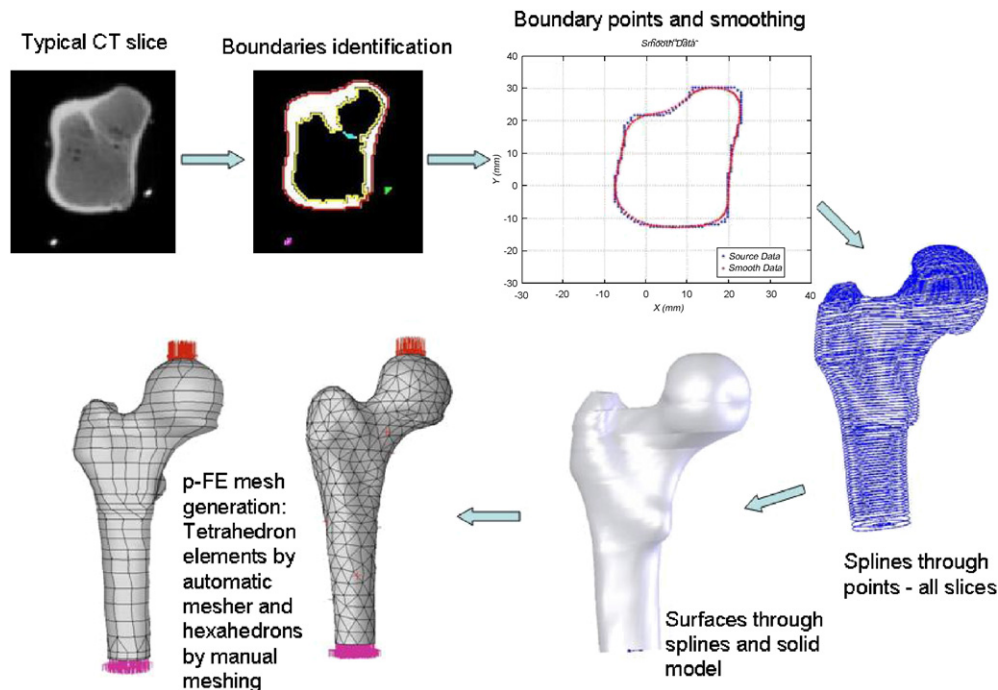 Typical CT slice
Boundaries identification
Boundary points and smoothing
Smooth Data
40
30
20
10
0
-10
-20
-30
Y (mm)
-30
-20
-10
0
10
20
30
40
X (mm)
Source Data
Smooth Data
Splines through
points - all slices
Surfaces through
splines and solid
model
p-FE mesh
generation:
Tetrahedron
elements by
automatic
mesher and
hexahedrons
by manual
meshing